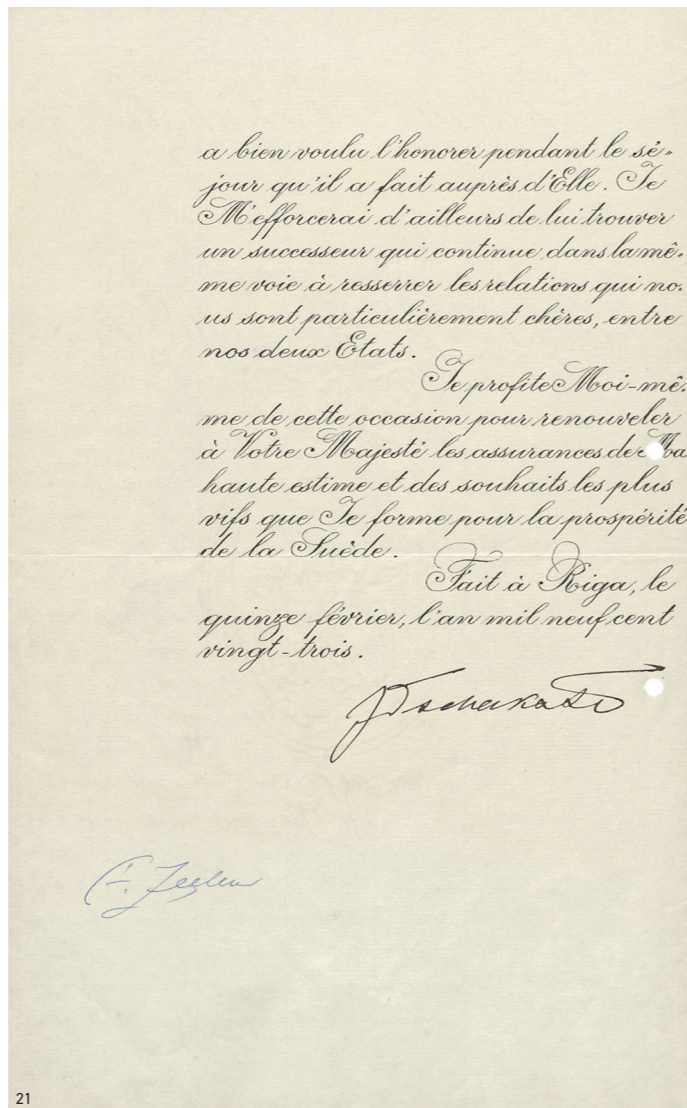 a bien voulu l'honorer pendant le sé-
jour qu'il a fait auprès d'Elle. Je
M'efforcerai d'ailleurs de lui trouver
un successeur qui continue, dans la mê-
me voie à resserrer les relations qui no-
us sont particulièrement chères, entre
nos deux Etats.
Je profite Moi-mê-
me de cette occasion pour renouveler
à Votre Majesté les assurances de Ma
haute estime et des souhaits les plus
vifs que Je forme pour la prospérité
de la Suède.
Fait à Riga, le
quinze février, l'an mil neuf cent
vingt-trois.
21